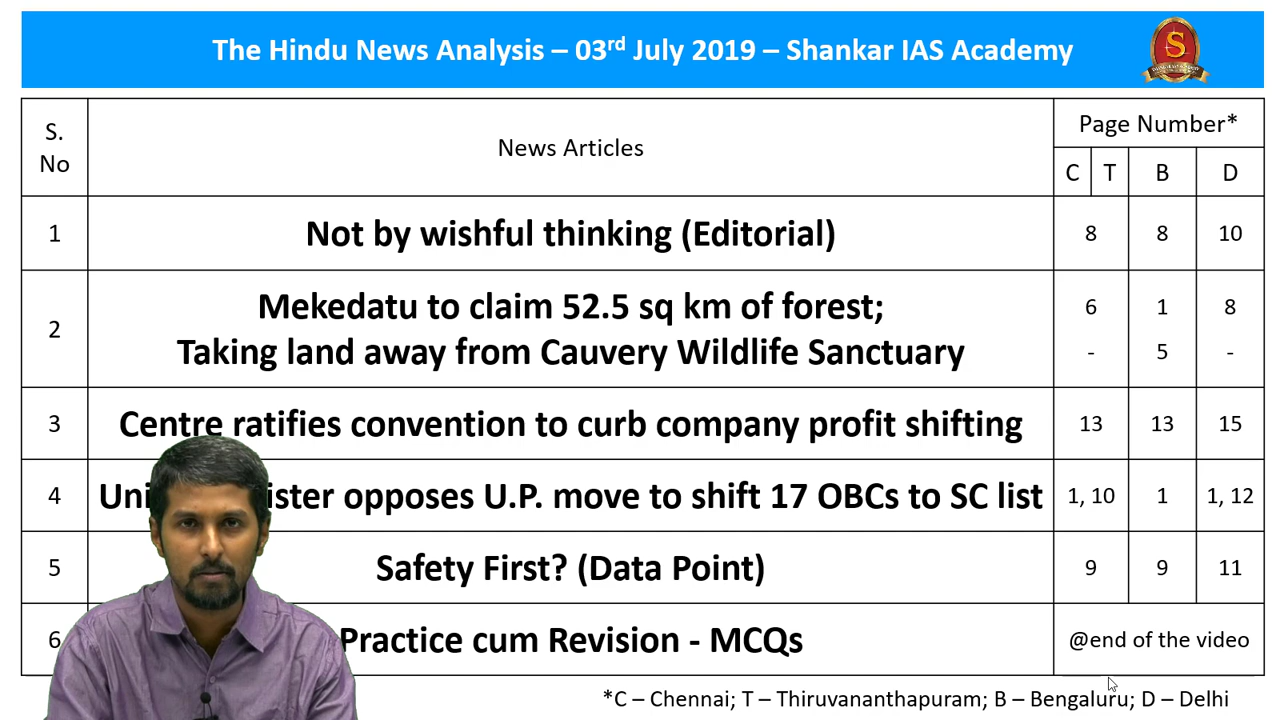 The Hindu News Analysis – 03rd July 2019 – Shankar IAS Academy
S
S. No
News Articles
Page Number*
C T B D
1 Not by wishful thinking (Editorial) 8 8 10
2 Mekedatu to claim 52.5 sq km of forest; 6 1 8
Taking land away from Cauvery Wildlife Sanctuary - 5 -
3 Centre ratifies convention to curb company profit shifting 13 13 15
4 Uni ister opposes U.P. move to shift 17 OBCs to SC list 1, 10 1 1, 12
5 Safety First? (Data Point) 9 9 11
6 Practice cum Revision - MCQs @end of the video
*C – Chennai; T – Thiruvananthapuram; B – Bengaluru; D – Delhi